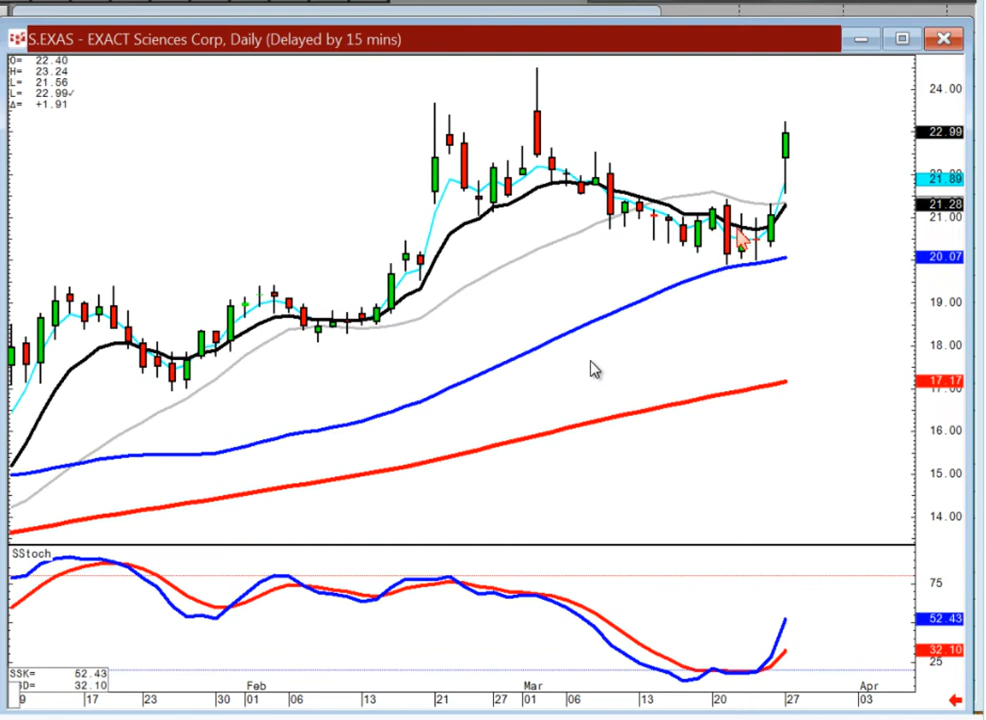 S.EXAS - EXACT Sciences Corp, Daily (Delayed by 15 mins)
O= 22.40
H= 23.24
L= 21.56
L= 22.99✓
Δ= +1.91
24.00
22.99
21.89
21.28
21.00
20.07
19.00
18.00
17.17
16.00
15.00
14.00
SStoch
75
52.43
32.10
25
SSK= 52.43
D= 32.10
9 17 23 30 01 06 13 21 27 01 06 13 20 27 03
Feb Mar Apr